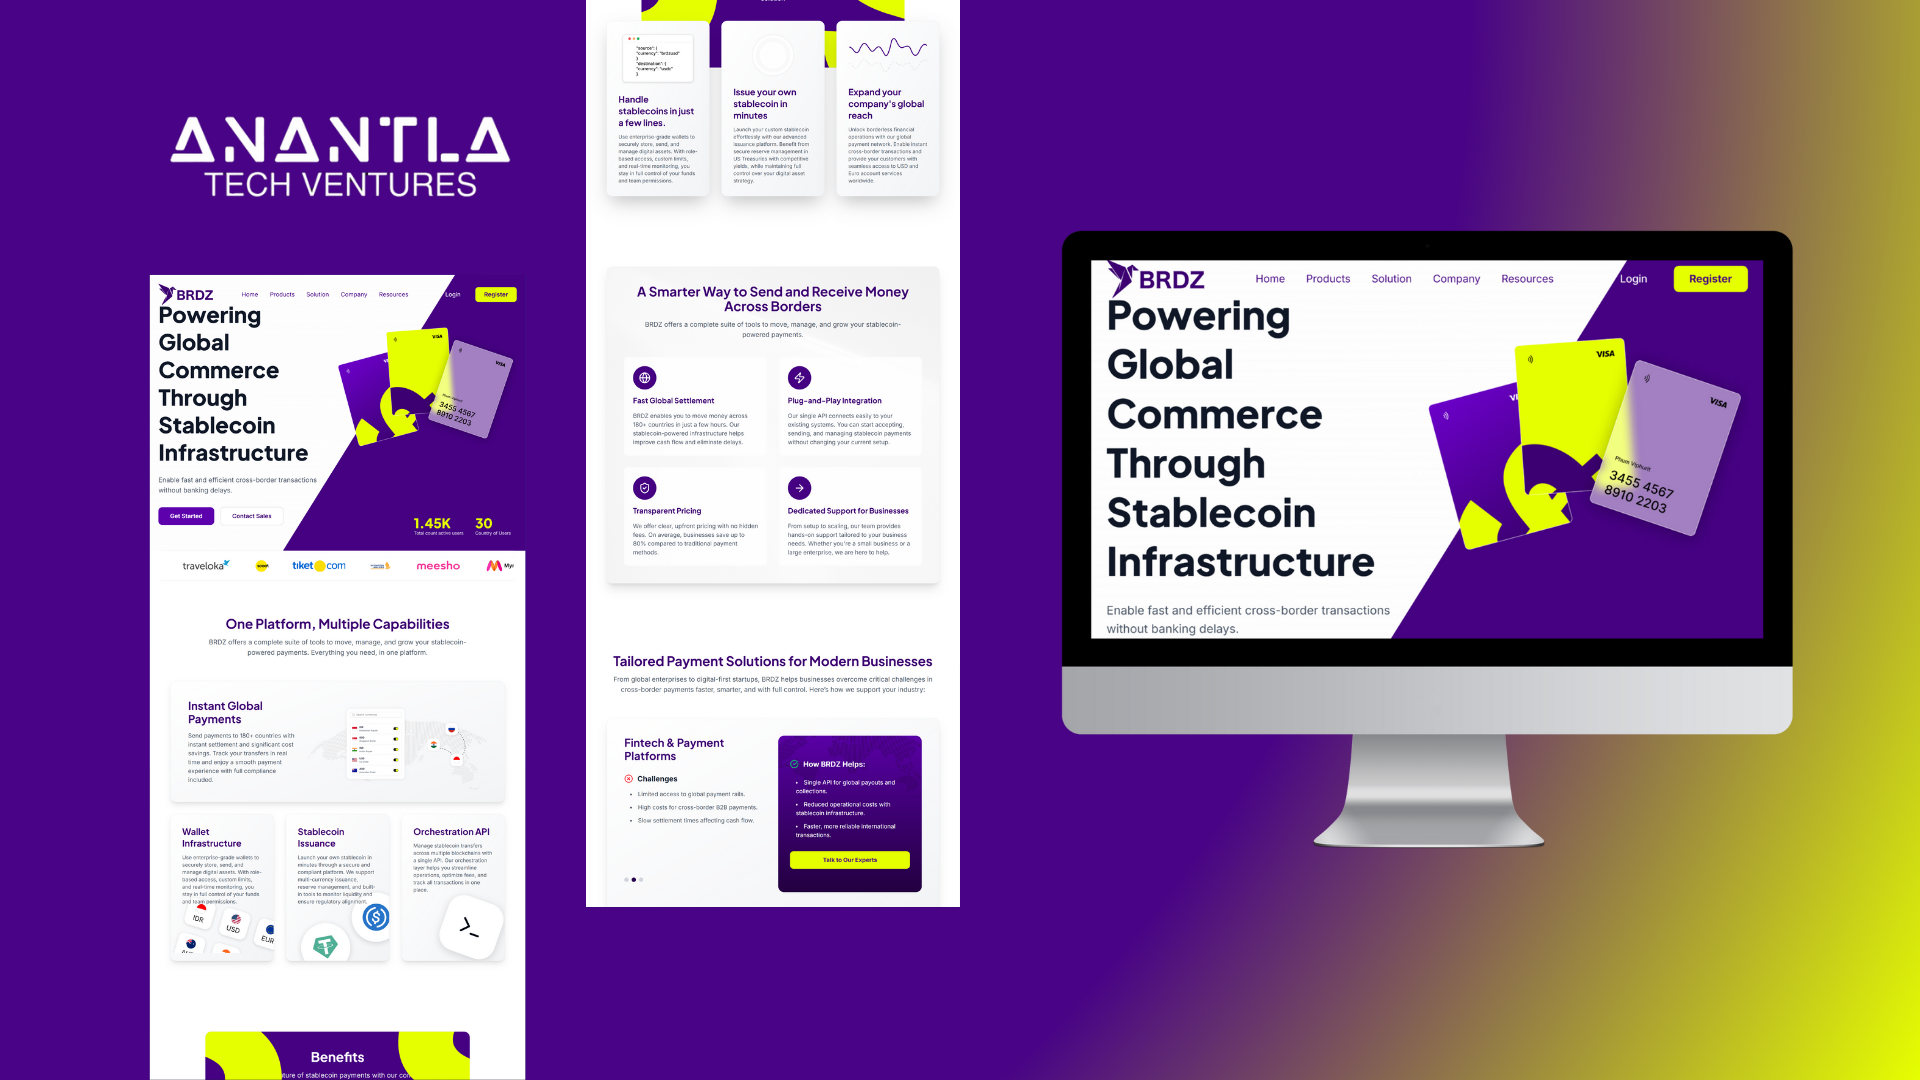 ANANTLA
TECH VENTURES
BRDZ
Home Products Solution Company Resources
Login
Register
Powering
Global
Commerce
Through
Stablecoin
Infrastructure
Enable fast and efficient cross-border transactions
without banking delays.
Get Started
Contact Sales
VISA
VISA
3455 4567
8910 2203
1.45K
Total count active users
30
Country of Users
traveloka
tiket.com
meesho
One Platform, Multiple Capabilities
BRDZ offers a complete suite of tools to move, manage, and grow your stablecoin-
powered payments. Everything you need, in one platform.
Instant Global
Payments
Send payments to 180+ countries with
instant settlement and significant cost
savings. Track your transfers in real
time and enjoy a smooth payment
experience with full compliance
included.
Wallet
Infrastructure
Use enterprise-grade wallets to
securely store, send, and
manage digital assets. With role-
based access, custom limits,
and real-time monitoring, you
stay in full control of your funds
and team permissions.
IDR
USD
EUR
Stablecoin
Issuance
Launch your own stablecoin in
minutes through a secure and
compliant platform. We support
multi-currency issuance,
reserve management, and built-
in tools to monitor liquidity and
ensure regulatory alignment.
Orchestration API
Manage stablecoin transfers
across multiple blockchains with
a single API. Our orchestration
layer helps you streamline
operations, optimize fees, and
track all transactions in one
place.
>_
Benefits
ture of stablecoin payments with our com
"source": {
"currency": "brdzusd"
}
"destination": {
"currency": "usdc"
}
Handle
stablecoins in just
a few lines.
Use enterprise-grade wallets to
securely store, send, and
manage digital assets. With role-
based access, custom limits,
and real-time monitoring, you
stay in full control of your funds
and team permissions.
Issue your own
stablecoin in
minutes
Launch your custom stablecoin
effortlessly with our advanced
issuance platform. Benefit from
secure reserve management in
US Treasuries with competitive
yields, while maintaining full
control over your digital asset
strategy.
Expand your
company's global
reach
Unlock borderless financial
operations with our global
payment network. Enable instant
cross-border transactions and
provide your customers with
seamless access to USD and
Euro account services
worldwide.
A Smarter Way to Send and Receive Money
Across Borders
BRDZ offers a complete suite of tools to move, manage, and grow your stablecoin-
powered payments.
Fast Global Settlement
BRDZ enables you to move money across
180+ countries in just a few hours. Our
stablecoin-powered infrastructure helps
improve cash flow and eliminate delays.
Plug-and-Play Integration
Our single API connects easily to your
existing systems. You can start accepting,
sending, and managing stablecoin payments
without changing your current setup.
Transparent Pricing
We offer clear, upfront pricing with no hidden
fees. On average, businesses save up to
80% compared to traditional payment
methods.
Dedicated Support for Businesses
From setup to scaling, our team provides
hands-on support tailored to your business
needs. Whether you're a small business or a
large enterprise, we are here to help.
Tailored Payment Solutions for Modern Businesses
From global enterprises to digital-first startups, BRDZ helps businesses overcome critical challenges in
cross-border payments faster, smarter, and with full control. Here's how we support your industry:
Fintech & Payment
Platforms
Challenges
• Limited access to global payment rails.
• High costs for cross-border B2B payments.
• Slow settlement times affecting cash flow.
How BRDZ Helps:
• Single API for global payouts and
collections.
• Reduced operational costs with
stablecoin infrastructure.
• Faster, more reliable international
transactions.
Talk to Our Experts
BRDZ
Home Products Solution Company Resources
Login
Register
Powering
Global
Commerce
Through
Stablecoin
Infrastructure
Enable fast and efficient cross-border transactions
without banking delays.
VI
VISA
VISA
3455 4567
8910 2203